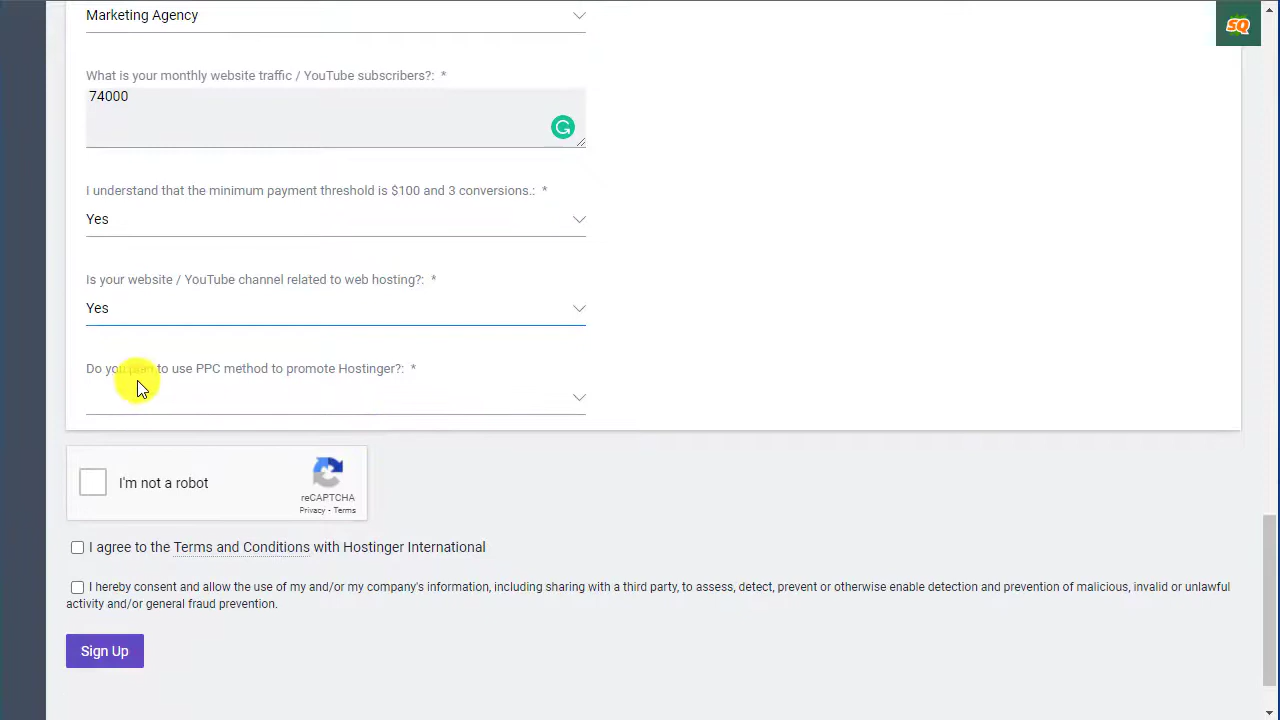 Marketing Agency
SQ
What is your monthly website traffic / YouTube subscribers?: *
74000
I understand that the minimum payment threshold is $100 and 3 conversions.: *
Yes
Is your website / YouTube channel related to web hosting?: *
Yes
Do you plan to use PPC method to promote Hostinger?: *
I'm not a robot
reCAPTCHA
Privacy - Terms
I agree to the Terms and Conditions with Hostinger International
I hereby consent and allow the use of my and/or my company's information, including sharing with a third party, to assess, detect, prevent or otherwise enable detection and prevention of malicious, invalid or unlawful
activity and/or general fraud prevention.
Sign Up